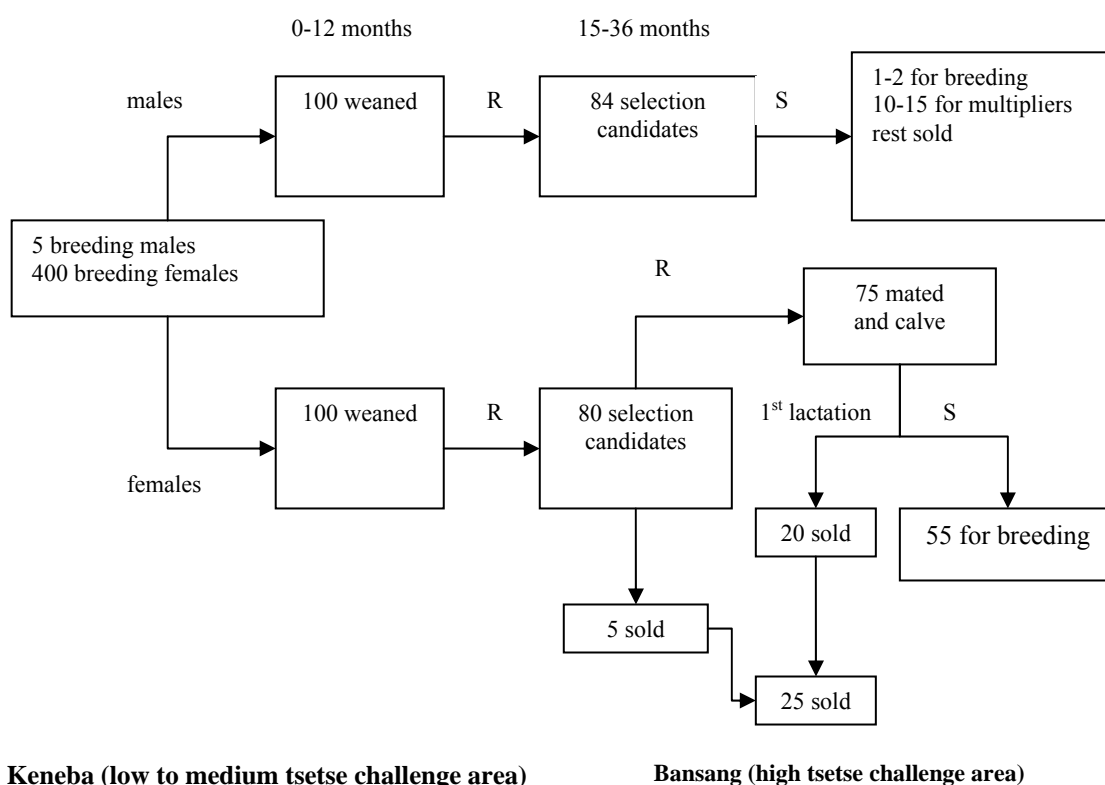 0-12 months
15-36 months
males
100 weaned
R
84 selection
candidates
S
1-2 for breeding
10-15 for multipliers
rest sold
5 breeding males
400 breeding females
R
75 mated
and calve
females
100 weaned
R
80 selection
candidates
1st lactation
S
20 sold
55 for breeding
5 sold
25 sold
Keneba (low to medium tsetse challenge area)
Bansang (high tsetse challenge area)